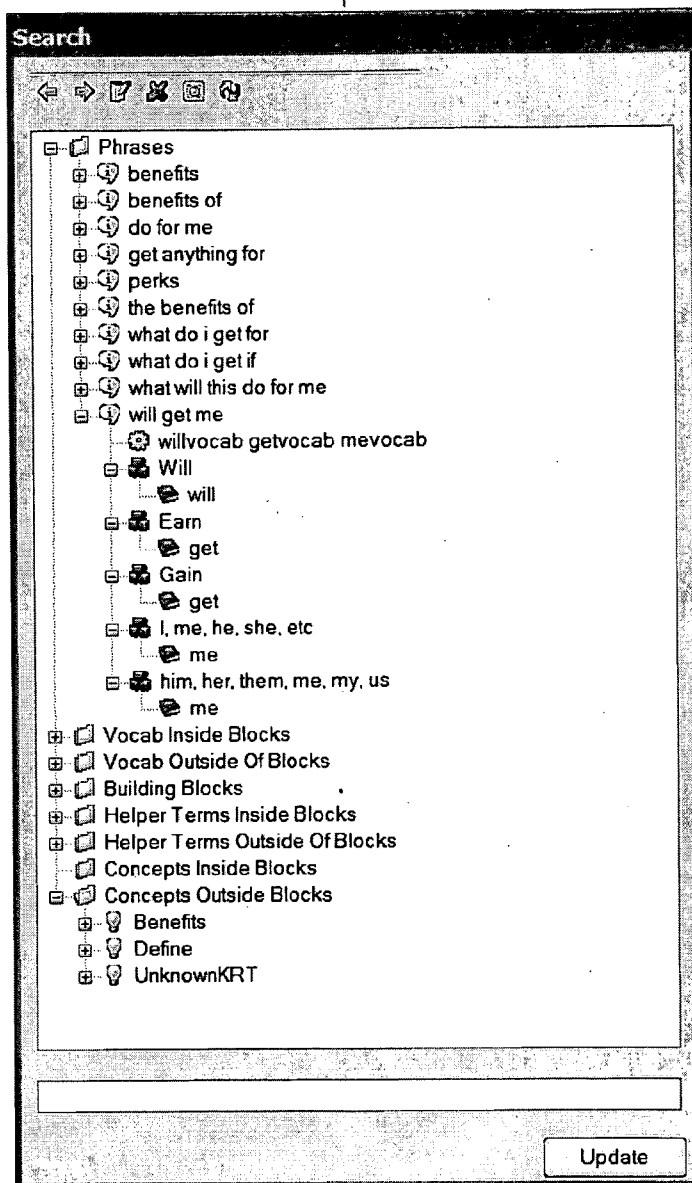 Search
Phrases
benefits
benefits of
do for me
get anything for
perks
the benefits of
what do i get for
what do i get if
what will this do for me
will get me
willvocab getvocab mevocab
Will
will
Earn
get
Gain
get
I, me, he, she, etc
me
him, her, them, me, my, us
me
Vocab Inside Blocks
Vocab Outside Of Blocks
Building Blocks
Helper Terms Inside Blocks
Helper Terms Outside Of Blocks
Concepts Inside Blocks
Concepts Outside Blocks
Benefits
Define
UnknownKRT
Update